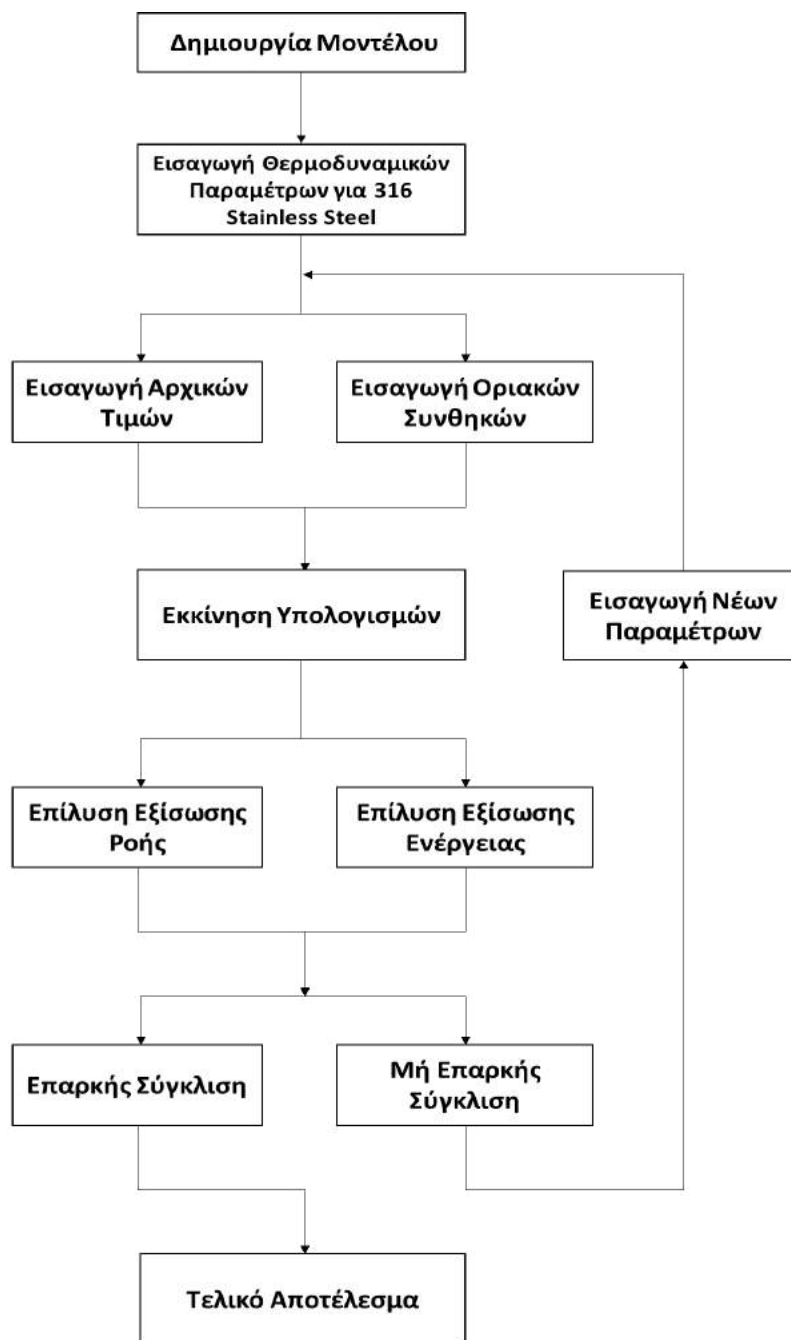 Δημιουργία Μοντέλου
Εισαγωγή Θερμοδυναμικών
Παραμέτρων για 316
Stainless Steel
Εισαγωγή Αρχικών
Τιμών
Εισαγωγή Οριακών
Συνθηκών
Εκκίνηση Υπολογισμών
Εισαγωγή Νέων
Παραμέτρων
Επίλυση Εξίσωσης
Ροής
Επίλυση Εξίσωσης
Ενέργειας
Επαρκής Σύγκλιση
Μή Επαρκής
Σύγκλιση
Τελικό Αποτέλεσμα